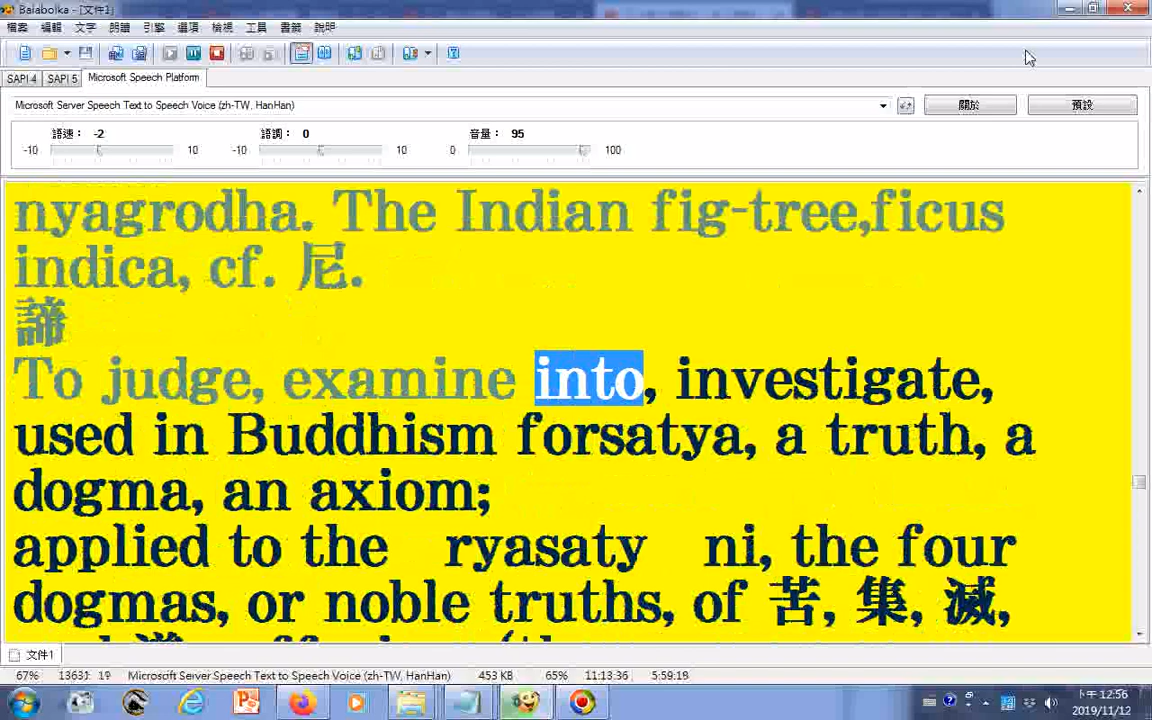 Balabolka - [文件1]
檔案 編輯 文字 朗讀 引擎 選項 檢視 工具 書籤 說明
SAPI 4 SAPI 5 Microsoft Speech Platform
Microsoft Server Speech Text to Speech Voice (zh-TW, HanHan) 關於 預設
語速： -2 語調： 0 音量： 95
-10 10 -10 10 0 100
nyagrodha. The Indian fig-tree,ficus
indica, cf. 尼.
諦
To judge, examine into, investigate,
used in Buddhism forsatya, a truth, a
dogma, an axiom;
applied to the ryasaty ni, the four
dogmas, or noble truths, of 苦, 集, 滅,
文件1
67% 13631: 19 Microsoft Server Speech Text to Speech Voice (zh-TW, HanHan) 453 KB 65% 11:13:36 5:59:19
下午 12:56
2019/11/12